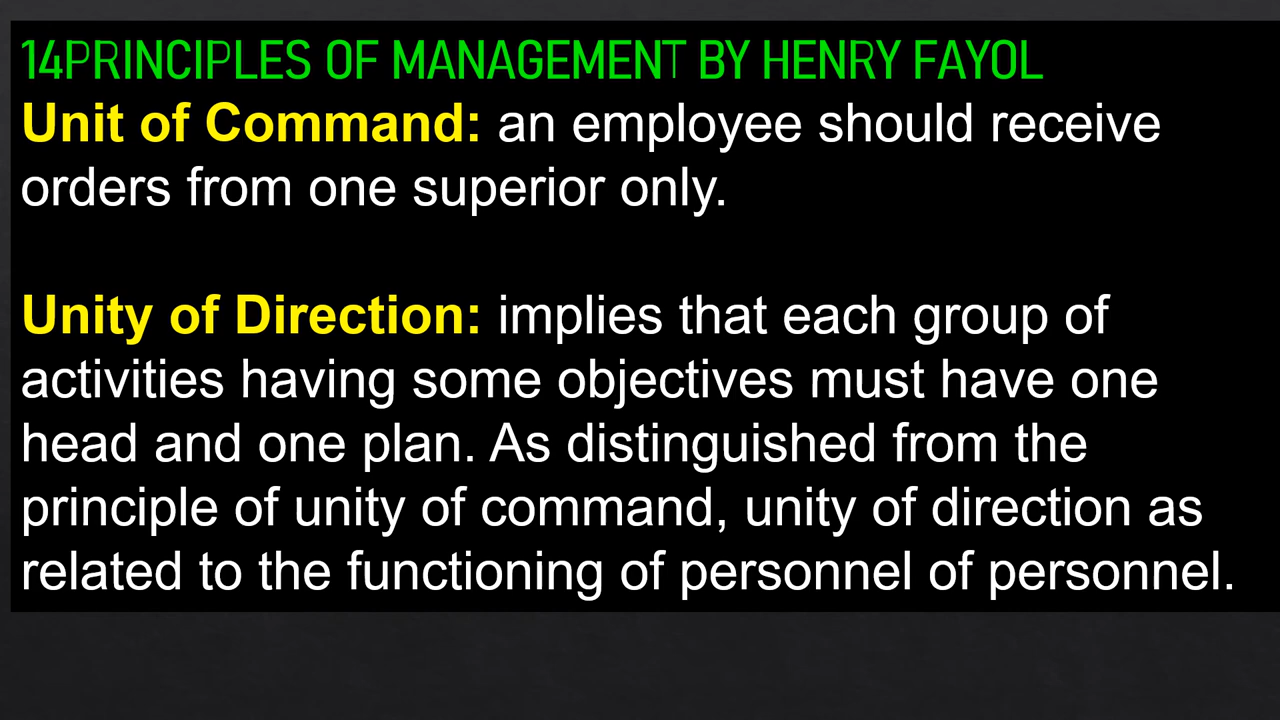 14PRINCIPLES OF MANAGEMENT BY HENRY FAYOL
Unit of Command: an employee should receive
orders from one superior only.
Unity of Direction: implies that each group of
activities having some objectives must have one
head and one plan. As distinguished from the
principle of unity of command, unity of direction as
related to the functioning of personnel of personnel.